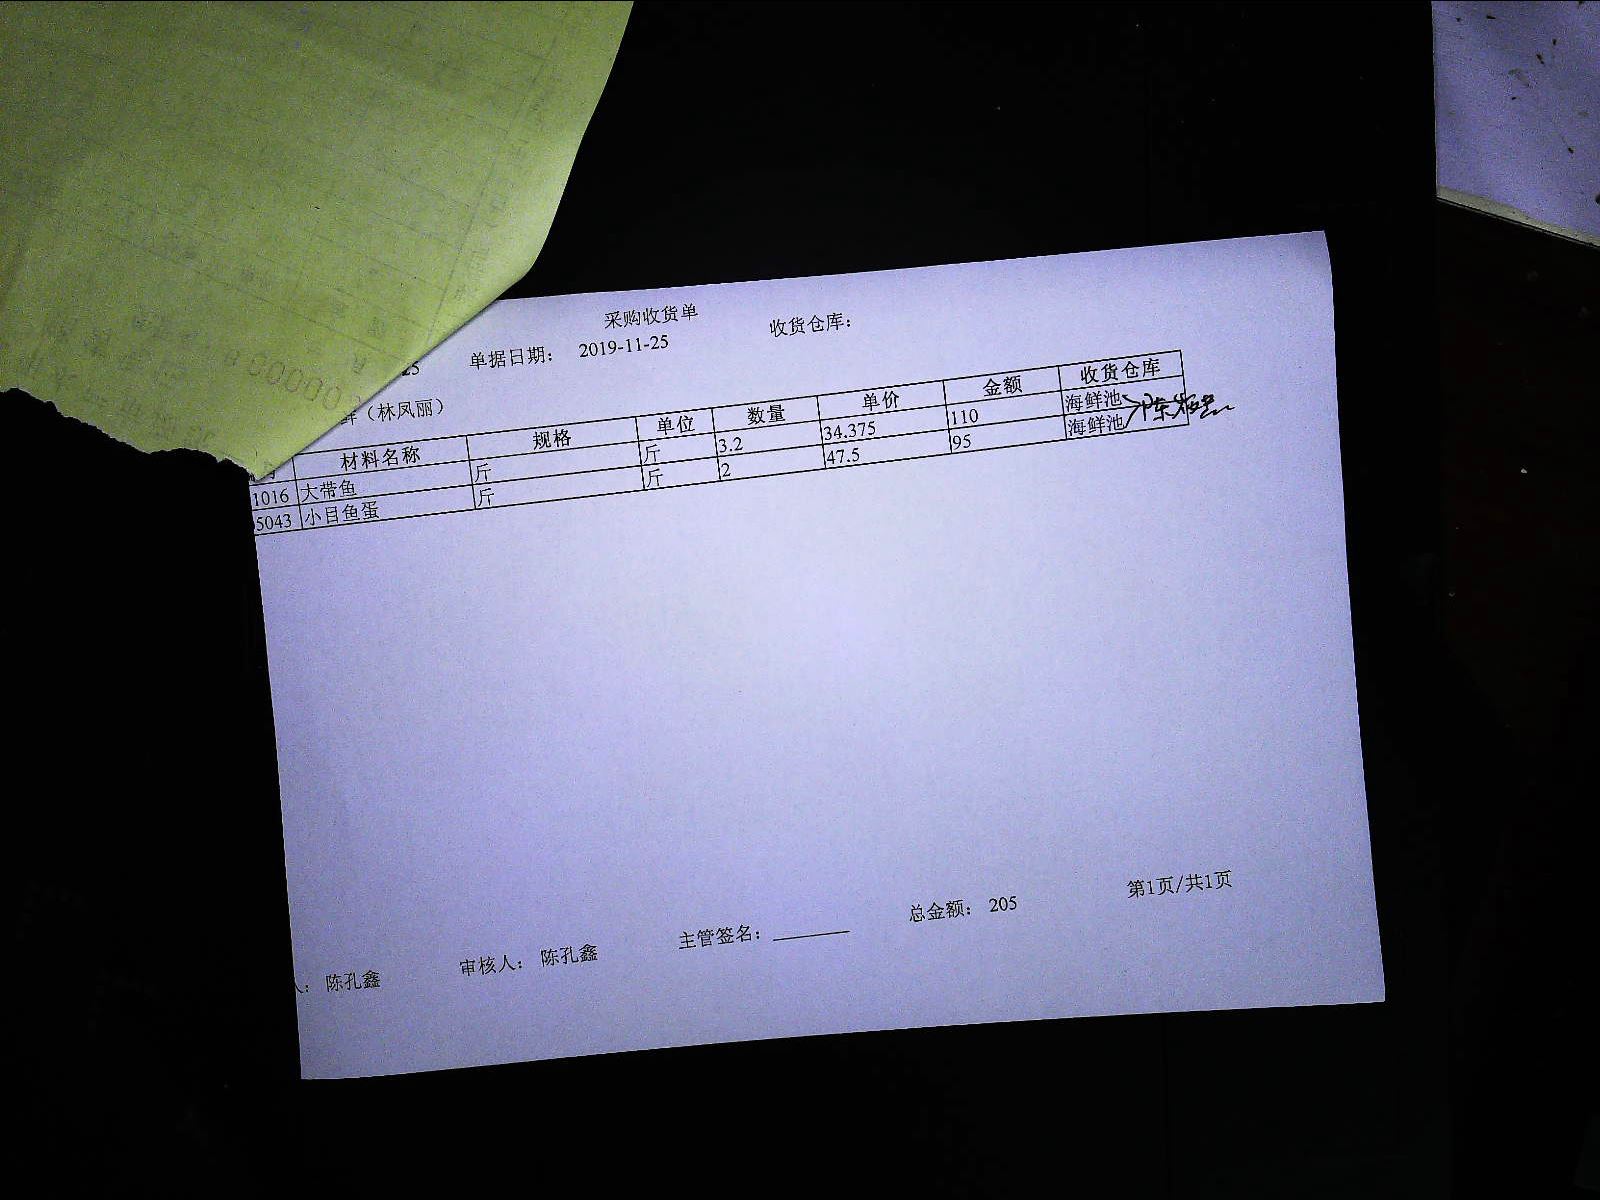 采购收货单
单据日期： 2019-11-25 收货仓库：
25
鲜（林凤丽）
材料名称 规格 单位 数量 单价 金额 收货仓库
1016 大带鱼 斤 斤 3.2 34.375 110 海鲜池
5043 小目鱼蛋 斤 斤 2 47.5 95 海鲜池
人： 陈孔鑫 审核人： 陈孔鑫 主管签名： 总金额： 205 第1页/共1页